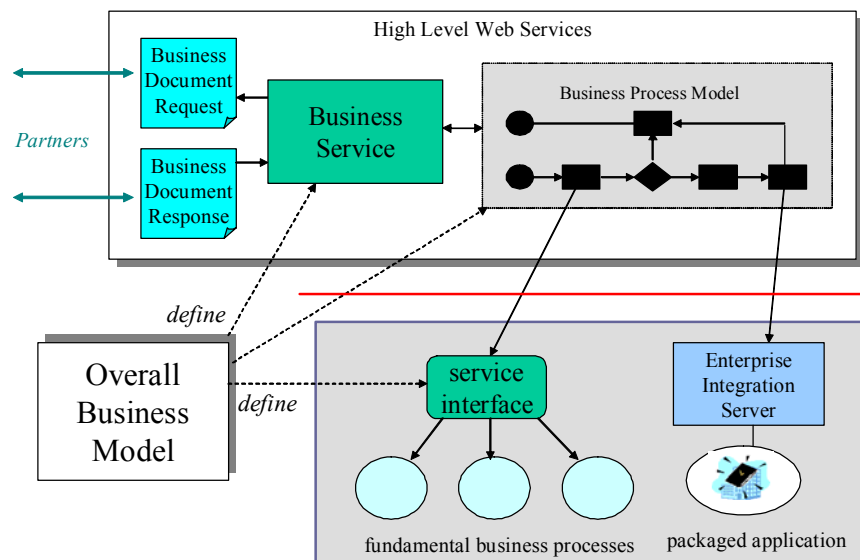 High Level Web Services
Business
Document
Request
Business
Service
Business Process Model
Partners
Business
Document
Response
define
Overall
Business
Model
define
service
interface
Enterprise
Integration
Server
fundamental business processes
packaged application